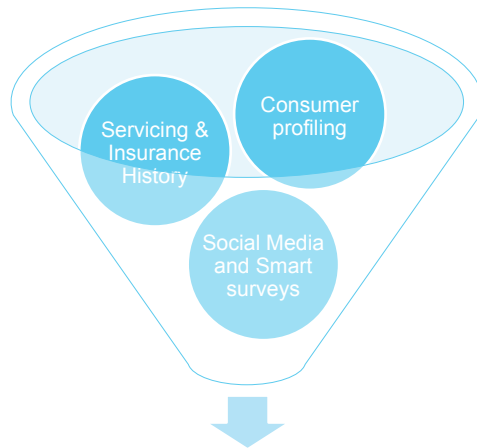 Servicing &
Insurance
History
Consumer
profiling
Social Media
and Smart
surveys